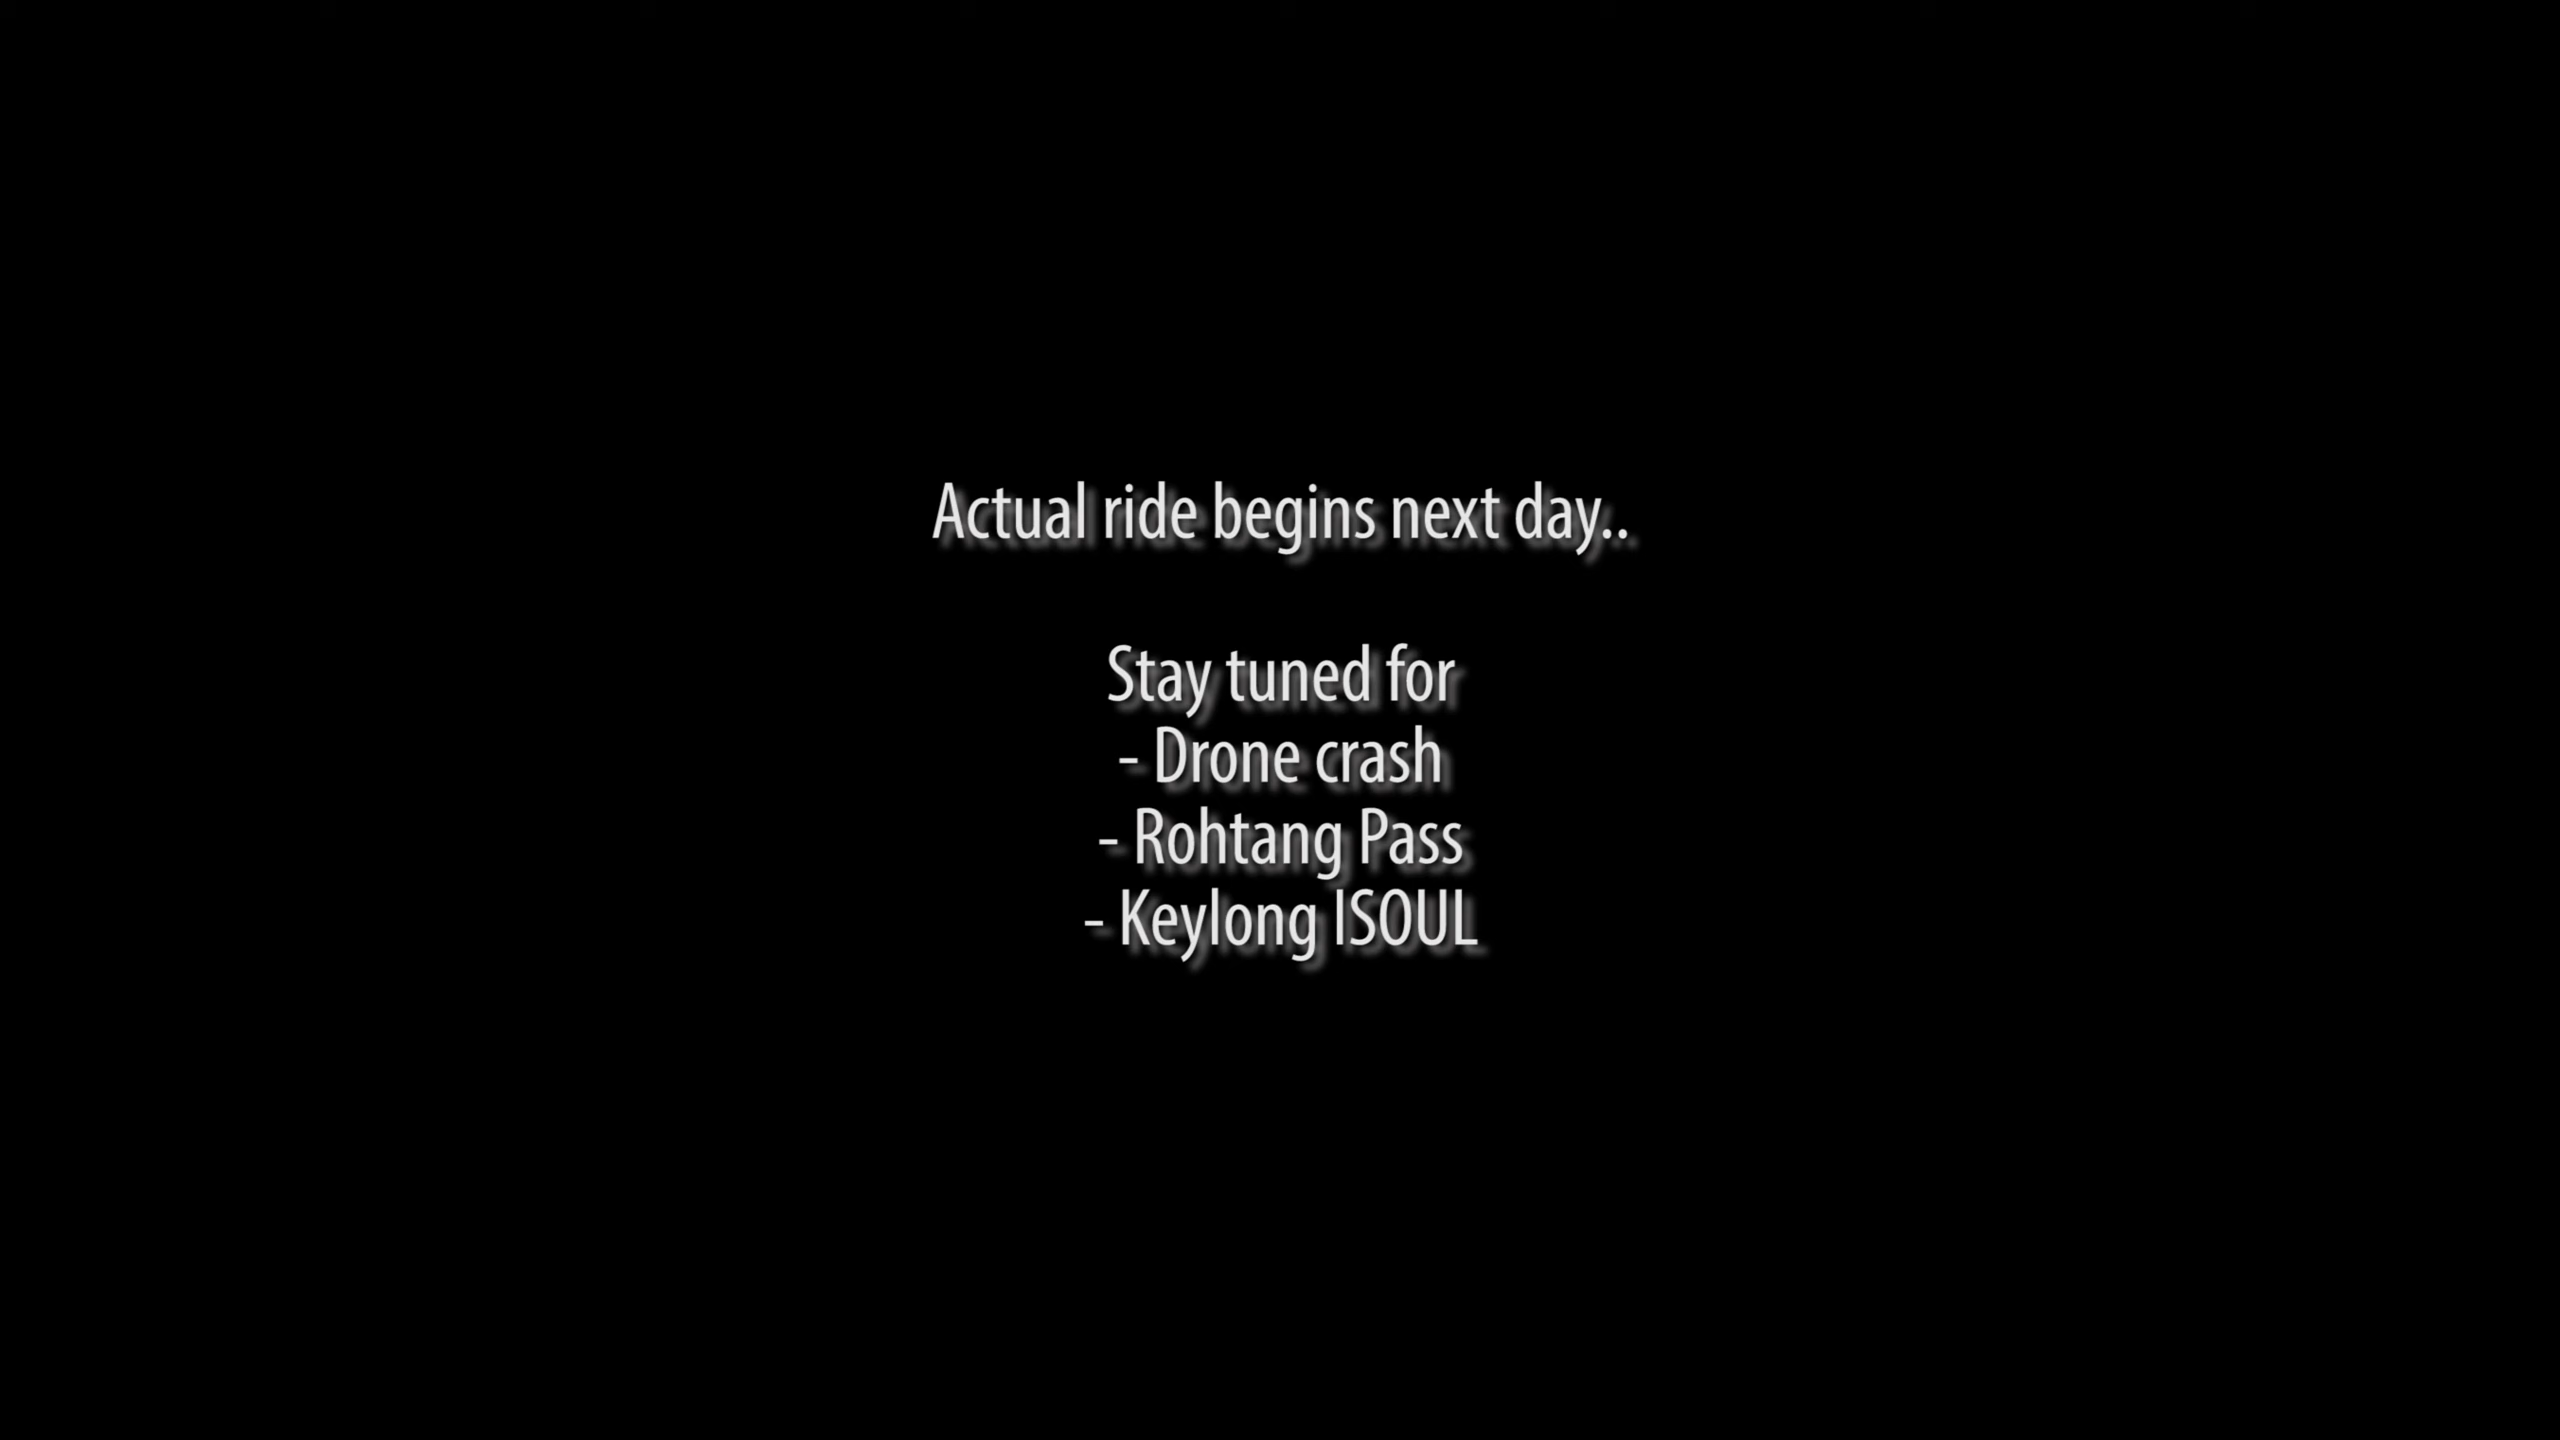 Actual ride begins next day..
Stay tuned for
- Drone crash
- Rohtang Pass
- Keylong ISOUL